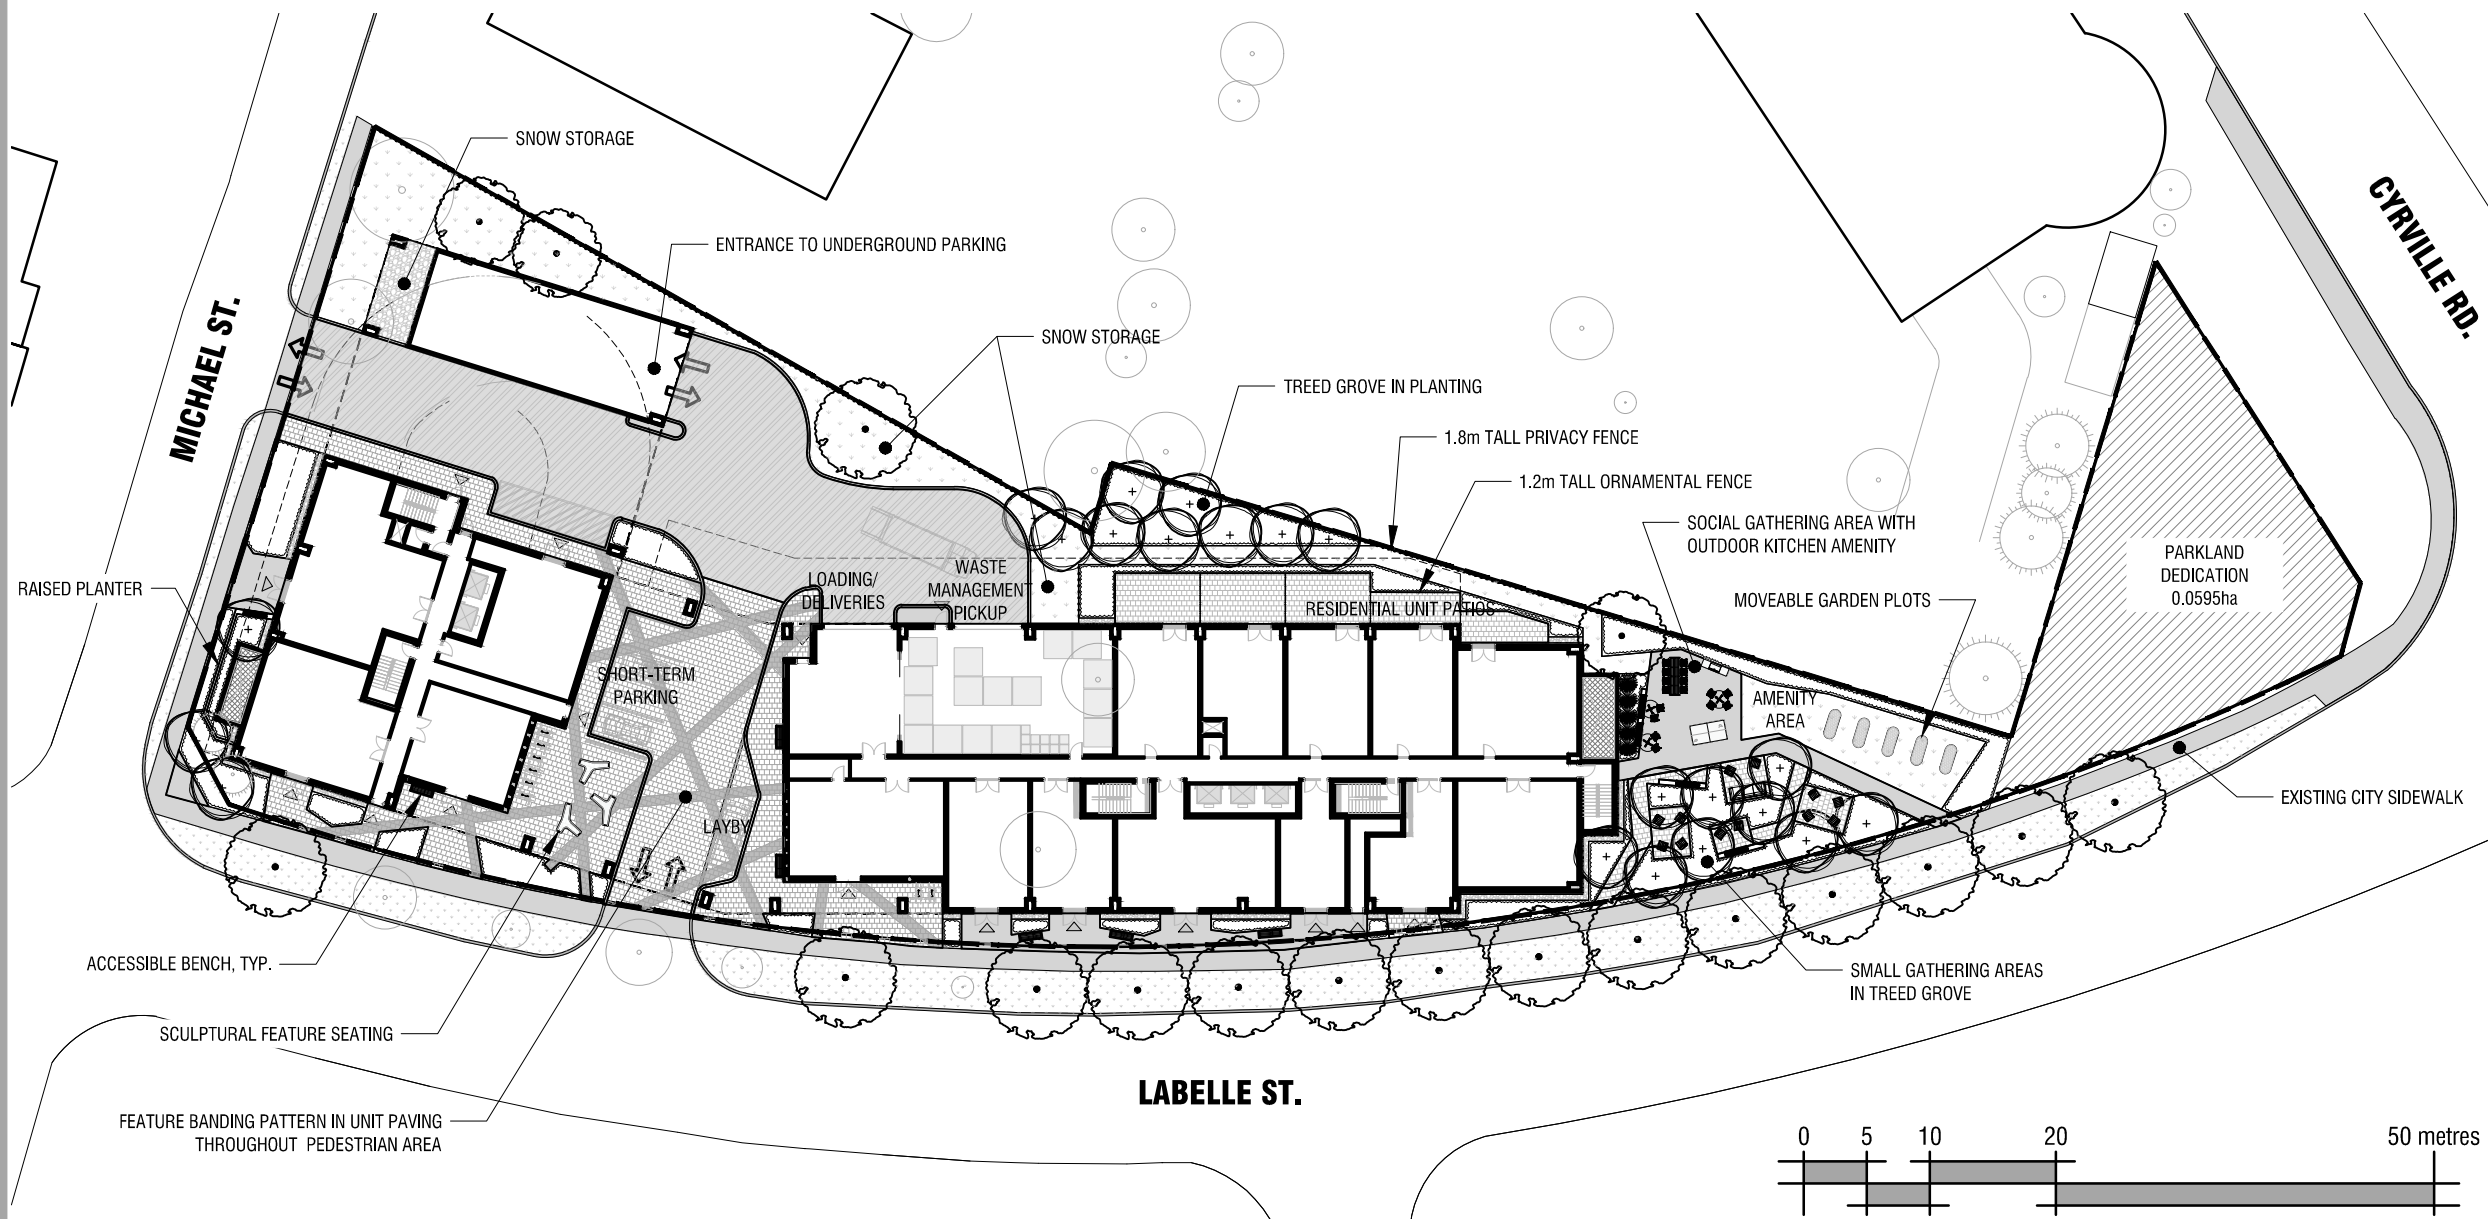 SNOW STORAGE
ENTRANCE TO UNDERGROUND PARKING
CYRVILLE RD.
MICHAEL ST.
SNOW STORAGE
TREED GROVE IN PLANTING
1.8m TALL PRIVACY FENCE
1.2m TALL ORNAMENTAL FENCE
SOCIAL GATHERING AREA WITH
OUTDOOR KITCHEN AMENITY
PARKLAND
DEDICATION
0.0595ha
RAISED PLANTER
LOADING/
DELIVERIES
WASTE
MANAGEMENT
PICKUP
RESIDENTIAL UNIT PATIOS
MOVEABLE GARDEN PLOTS
SHORT-TERM
PARKING
AMENITY
AREA
LAYBY
EXISTING CITY SIDEWALK
ACCESSIBLE BENCH, TYP.
SMALL GATHERING AREAS
IN TREED GROVE
SCULPTURAL FEATURE SEATING
LABELLE ST.
FEATURE BANDING PATTERN IN UNIT PAVING
THROUGHOUT PEDESTRIAN AREA
0 5 10 20 50 metres